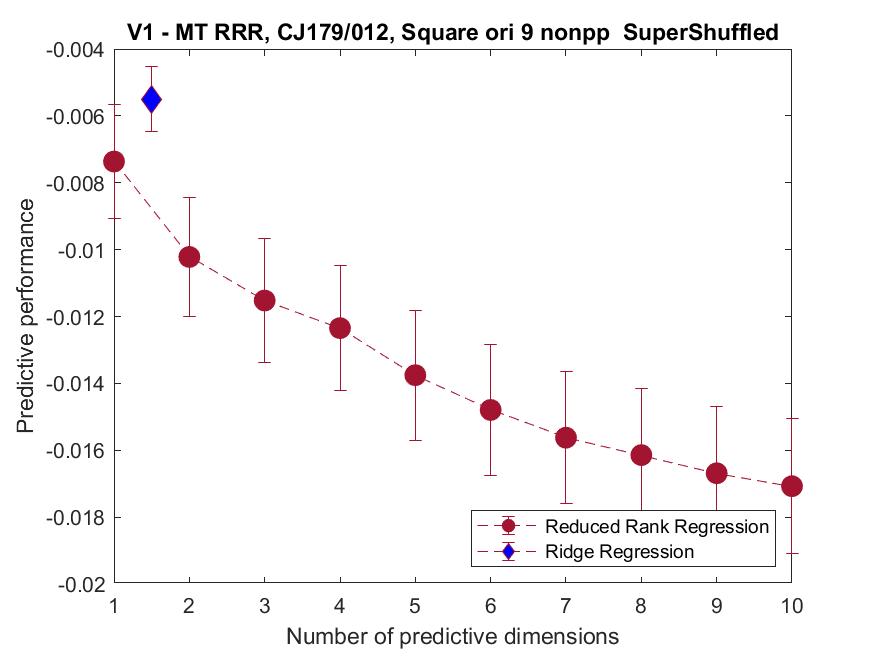 V1 - MT RRR, CJ179/012, Square ori 9 nonpp  SuperShuffled
-0.004
-0.006
-0.008
-0.01
-0.012
-0.014
-0.016
-0.018
-0.02
Predictive performance
Reduced Rank Regression
Ridge Regression
1 2 3 4 5 6 7 8 9 10
Number of predictive dimensions